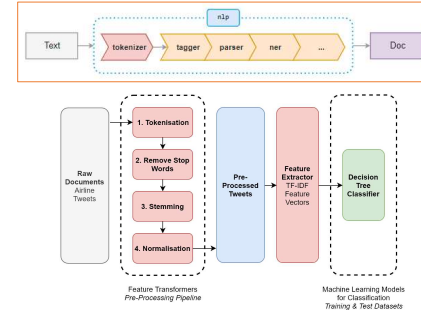 nlp
Text
tokenizer
tagger
parser
ner
...
Doc
Raw
Documents
Airline
Tweets
1. Tokenisation
2. Remove Stop
Words
3. Stemming
4. Normalisation
Pre-
Processed
Tweets
Feature
Extractor
TF-IDF
Feature
Vectors
Decision
Tree
Classifier
Feature Transformers
Pre-Processing Pipeline
Machine Learning Models
for Classification
Training & Test Datasets